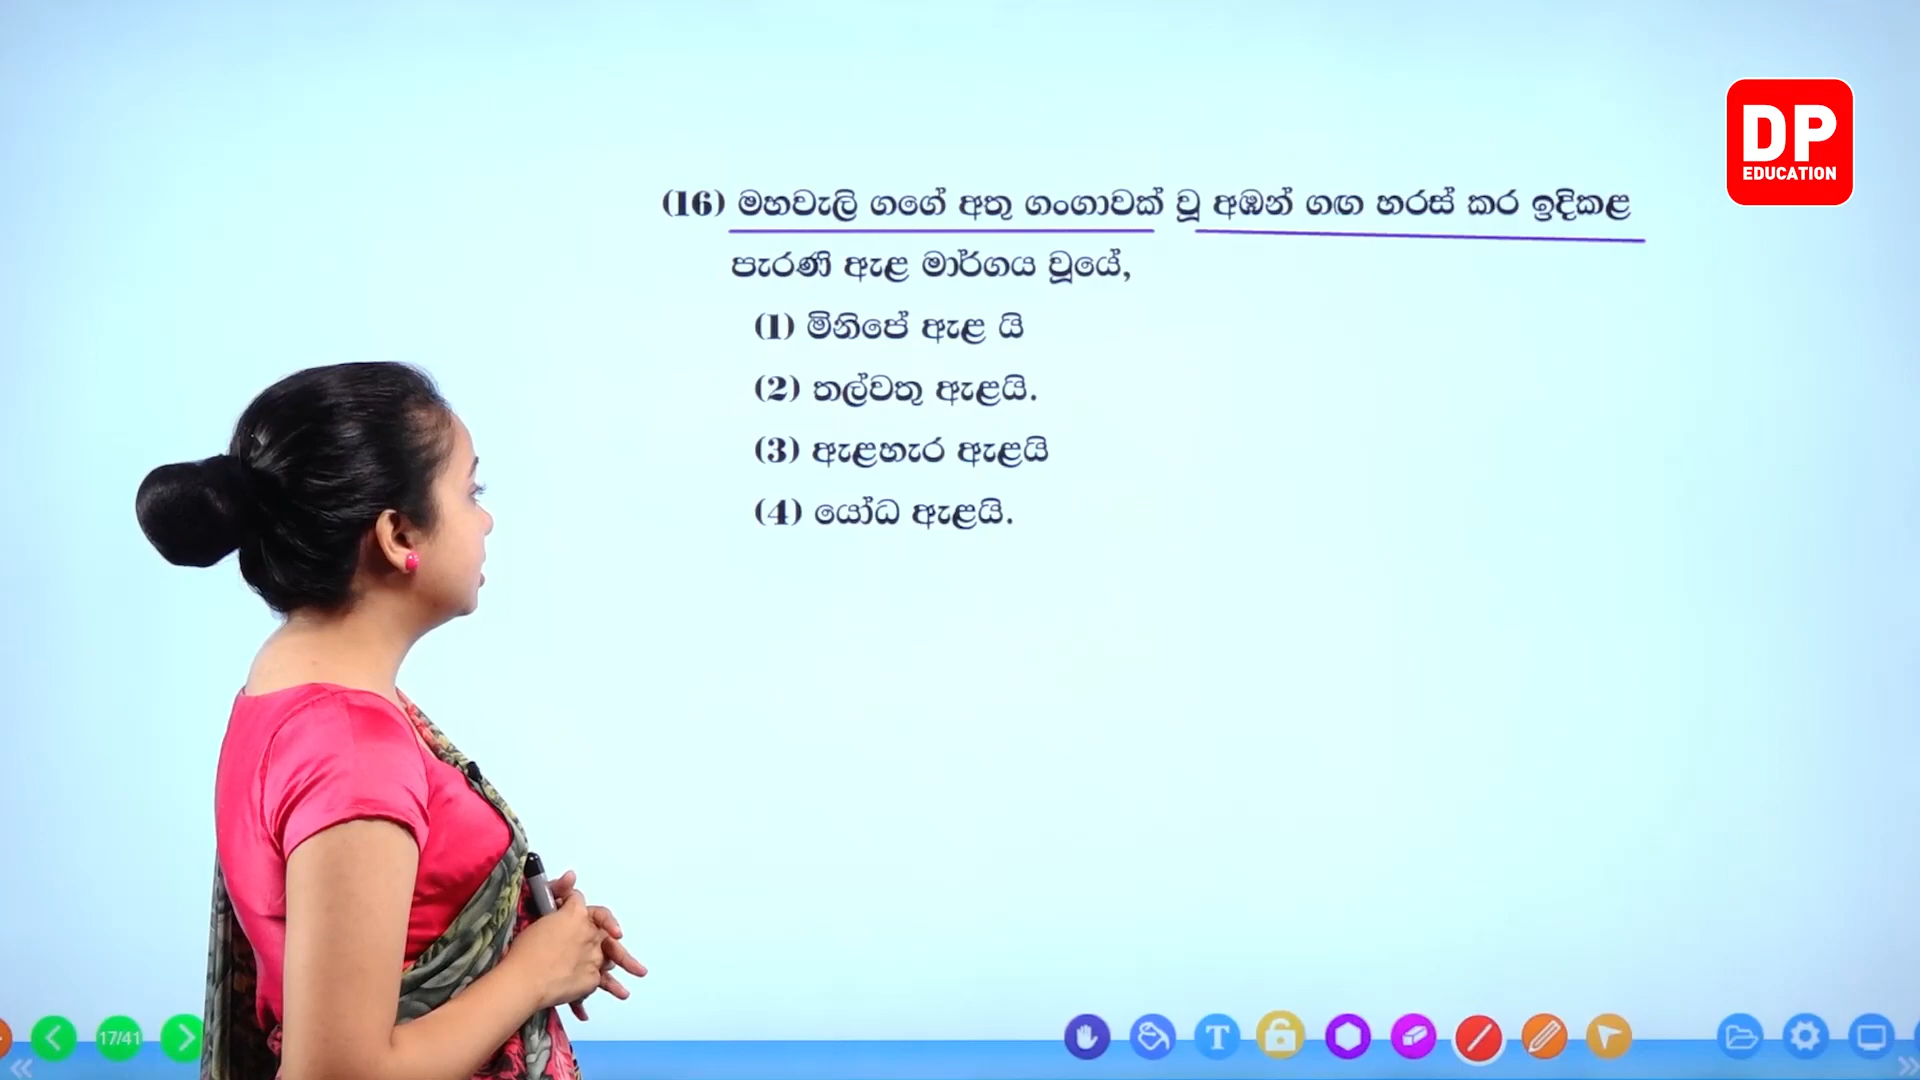 DP
EDUCATION
(16) මහවැලි ගගේ අතු ගංගාවක් වූ අඹන් ගඟ හරස් කර ඉදිකළ
පැරණි ඇළ මාර්ගය වූයේ,
(1) මිනිපේ ඇළ යි
(2) තල්වතු ඇළයි.
(3) ඇළහැර ඇළයි
(4) යෝධ ඇළයි.
17/41
T